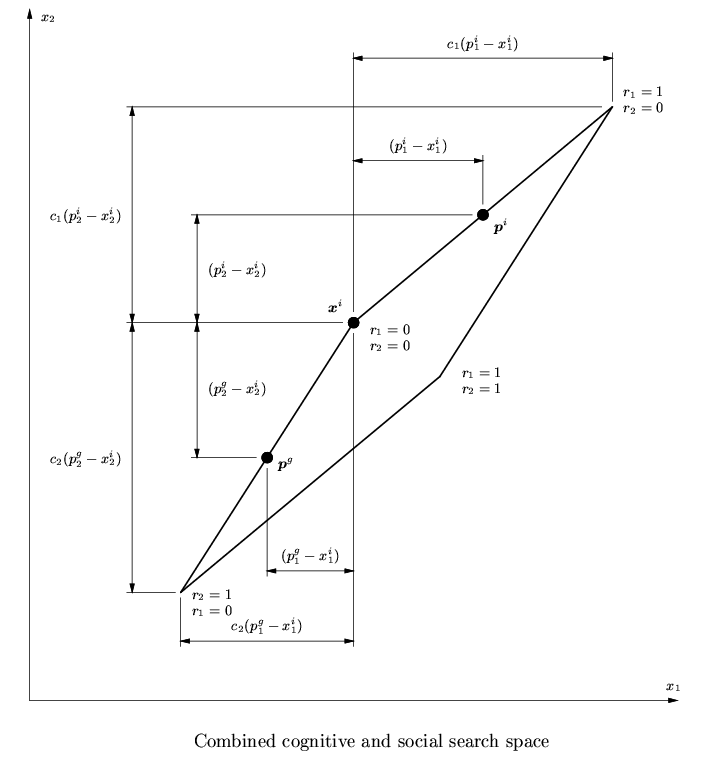 x₂
c₁(p₁ⁱ − x₁ⁱ)
r₁ = 1
r₂ = 0
(p₁ⁱ − x₁ⁱ)
c₁(p₂ⁱ − x₂ⁱ)
pⁱ
(p₂ⁱ − x₂ⁱ)
xⁱ
r₁ = 0
r₂ = 0
r₁ = 1
r₂ = 1
(p₂ᵍ − x₂ⁱ)
c₂(p₂ᵍ − x₂ⁱ)
pᵍ
(p₁ᵍ − x₁ⁱ)
r₂ = 1
r₁ = 0
c₂(p₁ᵍ − x₁ⁱ)
x₁
Combined cognitive and social search space